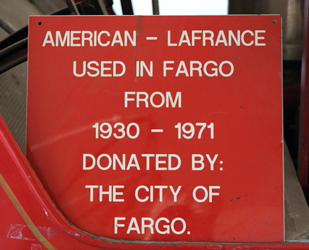 AMERICAN - LAFRANCE
USED IN FARGO
FROM
1930 - 1971
DONATED BY:
THE CITY OF
FARGO.